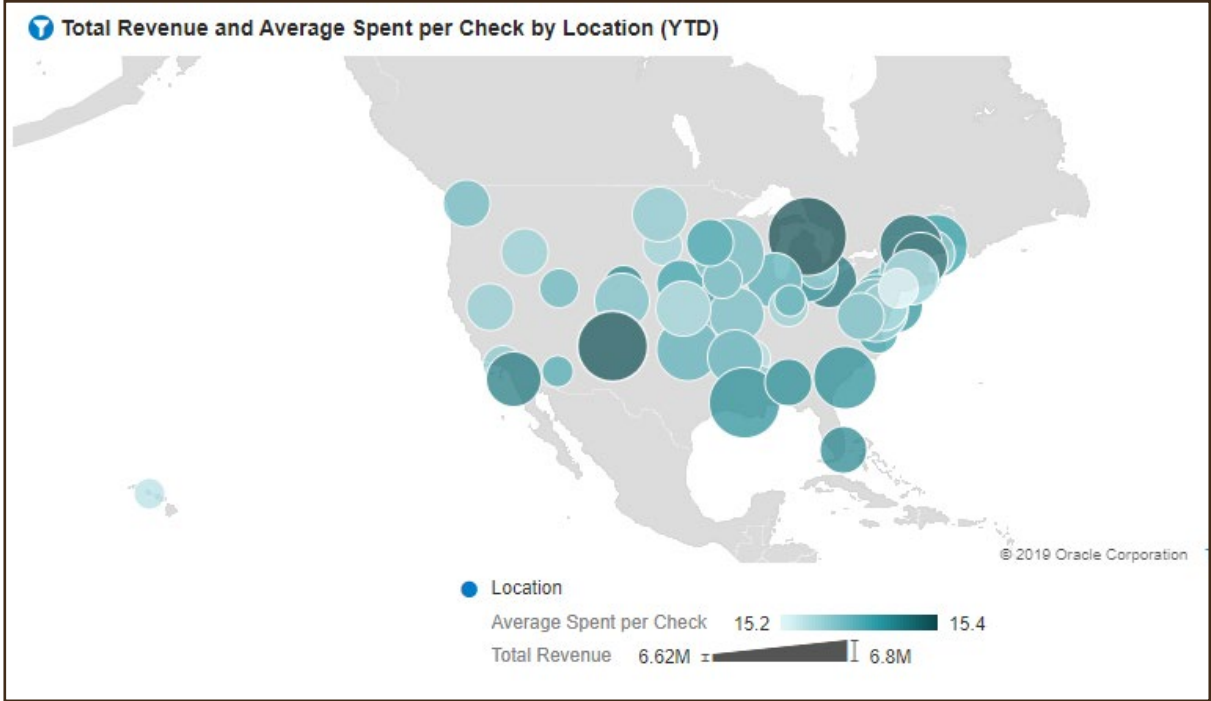 Total Revenue and Average Spent per Check by Location (YTD)
© 2019 Oracle Corporation
Location
Average Spent per Check 15.2 15.4
Total Revenue 6.62M 6.8M